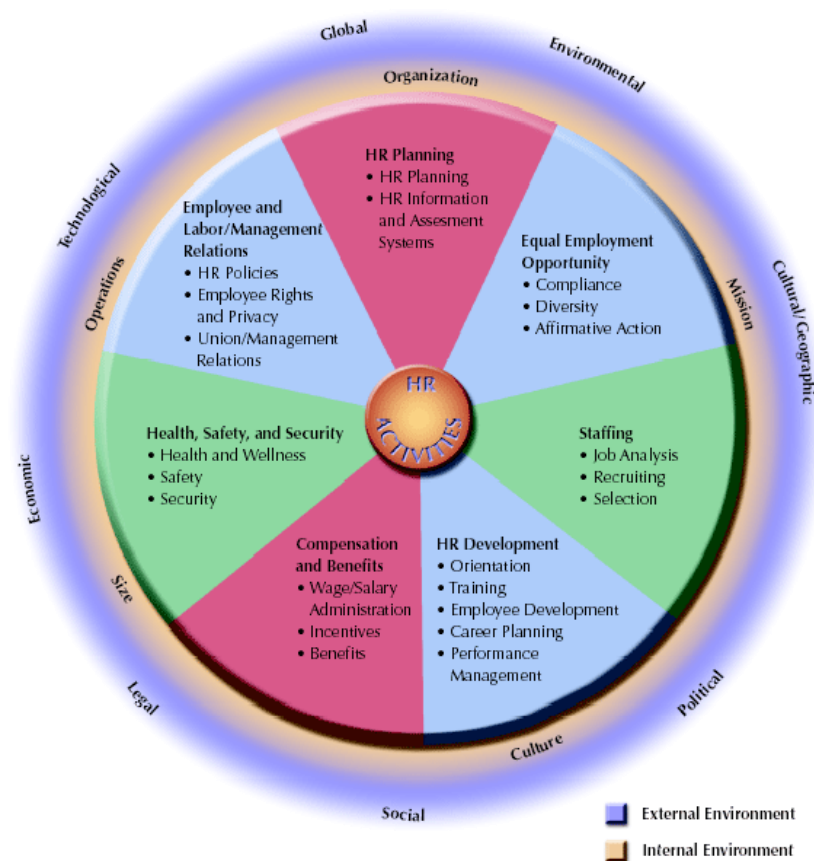 Global
Environmental
Organization
Technological
Operations
Mission
Cultural/Geographic
HR Planning
• HR Planning
• HR Information
and Assesment
Systems
Employee and
Labor/Management
Relations
• HR Policies
• Employee Rights
and Privacy
• Union/Management
Relations
Equal Employment
Opportunity
• Compliance
• Diversity
• Affirmative Action
HR
ACTIVITIES
Health, Safety, and Security
• Health and Wellness
• Safety
• Security
Staffing
• Job Analysis
• Recruiting
• Selection
Compensation
and Benefits
• Wage/Salary
Administration
• Incentives
• Benefits
HR Development
• Orientation
• Training
• Employee Development
• Career Planning
• Performance
Management
Economic
Size
Legal
Culture
Political
Social
External Environment
Internal Environment